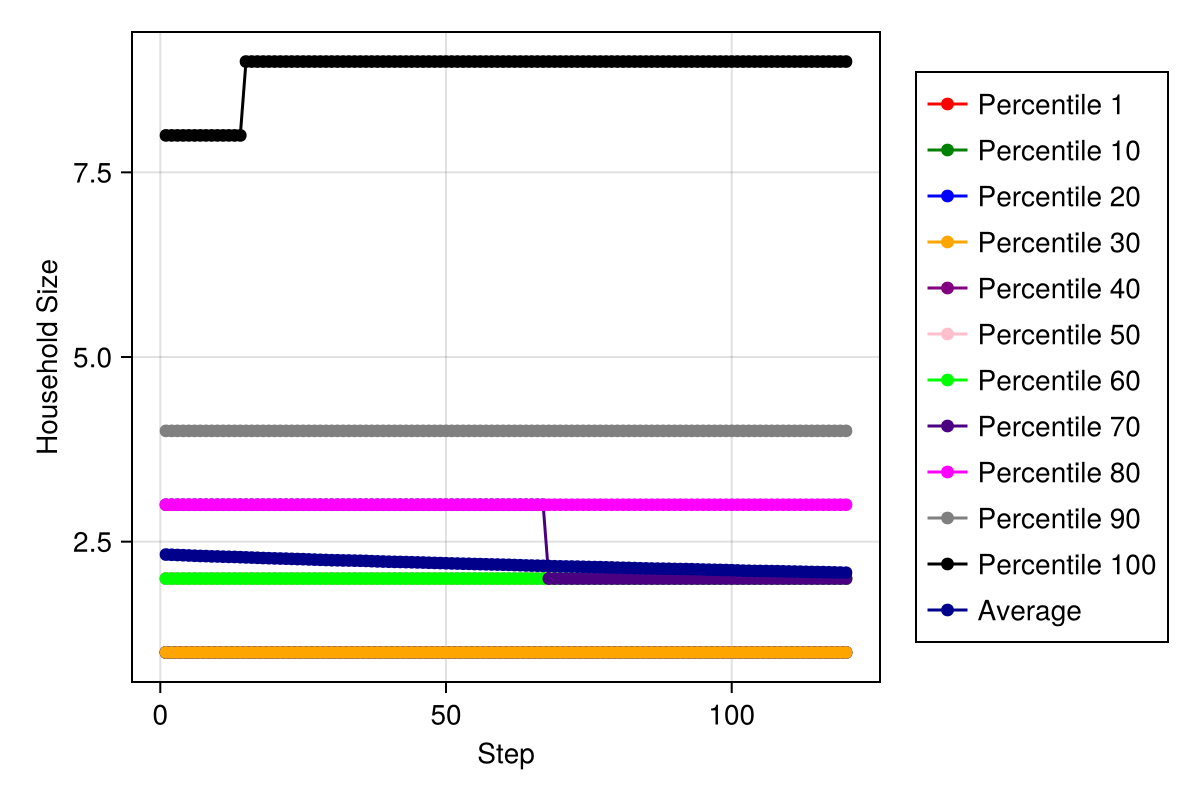 7.5
5.0
2.5
Household Size
0
50
100
Step
Percentile 1
Percentile 10
Percentile 20
Percentile 30
Percentile 40
Percentile 50
Percentile 60
Percentile 70
Percentile 80
Percentile 90
Percentile 100
Average